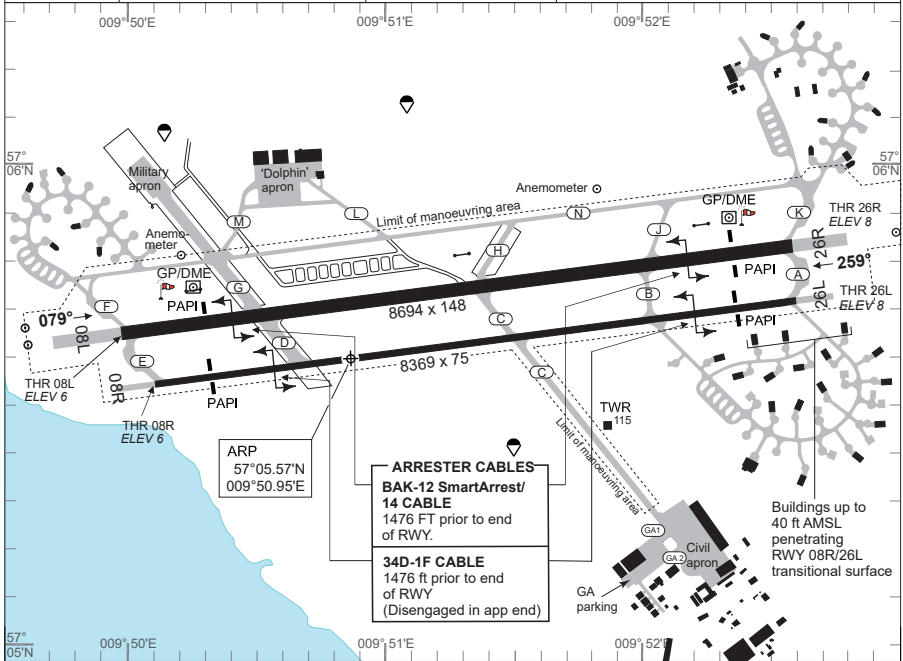 009°50'E
009°51'E
009°52'E
57°
06'N
57°
06'N
Military
apron
'Dolphin'
apron
Anemometer
GP/DME
K
THR 26R
ELEV 8
Limit of manoeuvring area
N
M
L
J
H
Anemo-
meter
GP/DME
G
PAPI
26R
PAPI
A
259°
THR 26L
ELEV 8
26L
F
079°
08L
8694 x 148
B
C
D
PAPI
E
8369 x 75
C
THR 08L
ELEV 6
08R
PAPI
THR 08R
ELEV 6
TWR
115
Limit of manoeuvring area
ARP
57°05.57'N
009°50.95'E
ARRESTER CABLES
BAK-12 SmartArrest/
14 CABLE
1476 FT prior to end
of RWY.
34D-1F CABLE
1476 ft prior to end
of RWY
(Disengaged in app end)
Buildings up to
40 ft AMSL
penetrating
RWY 08R/26L
transitional surface
GA1
GA 2
Civil
apron
GA
parking
57°
05'N
009°50'E
009°51'E
009°52'E